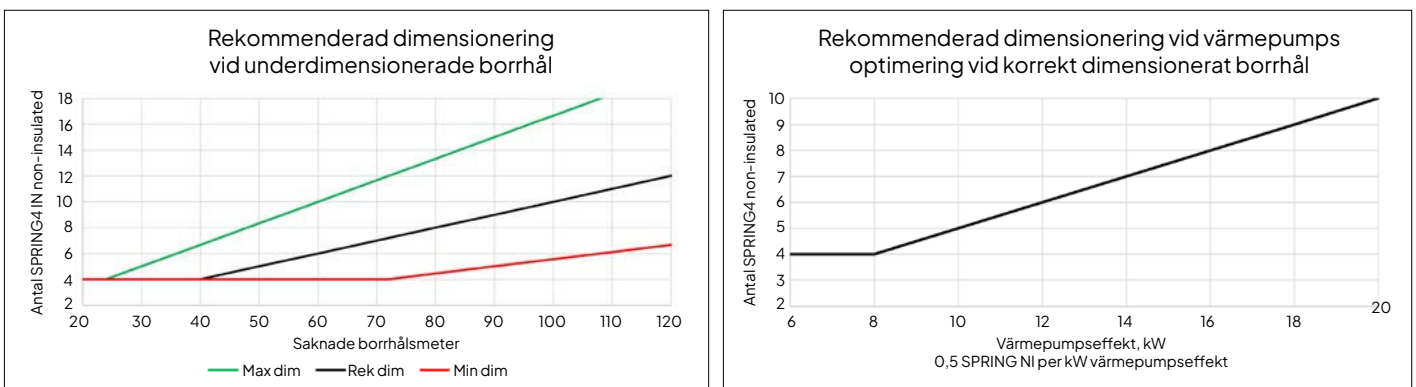 Rekommenderad dimensionering
vid underdimensionerade borrhål
Antal SPRING4 IN non-insulated
18
16
14
12
10
8
6
4
2
20 30 40 50 60 70 80 90 100 110 120
Saknade borrhålsmeter
Max dim Rek dim Min dim
Rekommenderad dimensionering vid värmepumps
optimering vid korrekt dimensionerat borrhål
Antal SPRING4 non-insulated
10
9
8
7
6
5
4
3
2
6 8 10 12 14 16 18 20
Värmepumpseffekt, kW
0,5 SPRING NI per kW värmepumpseffekt